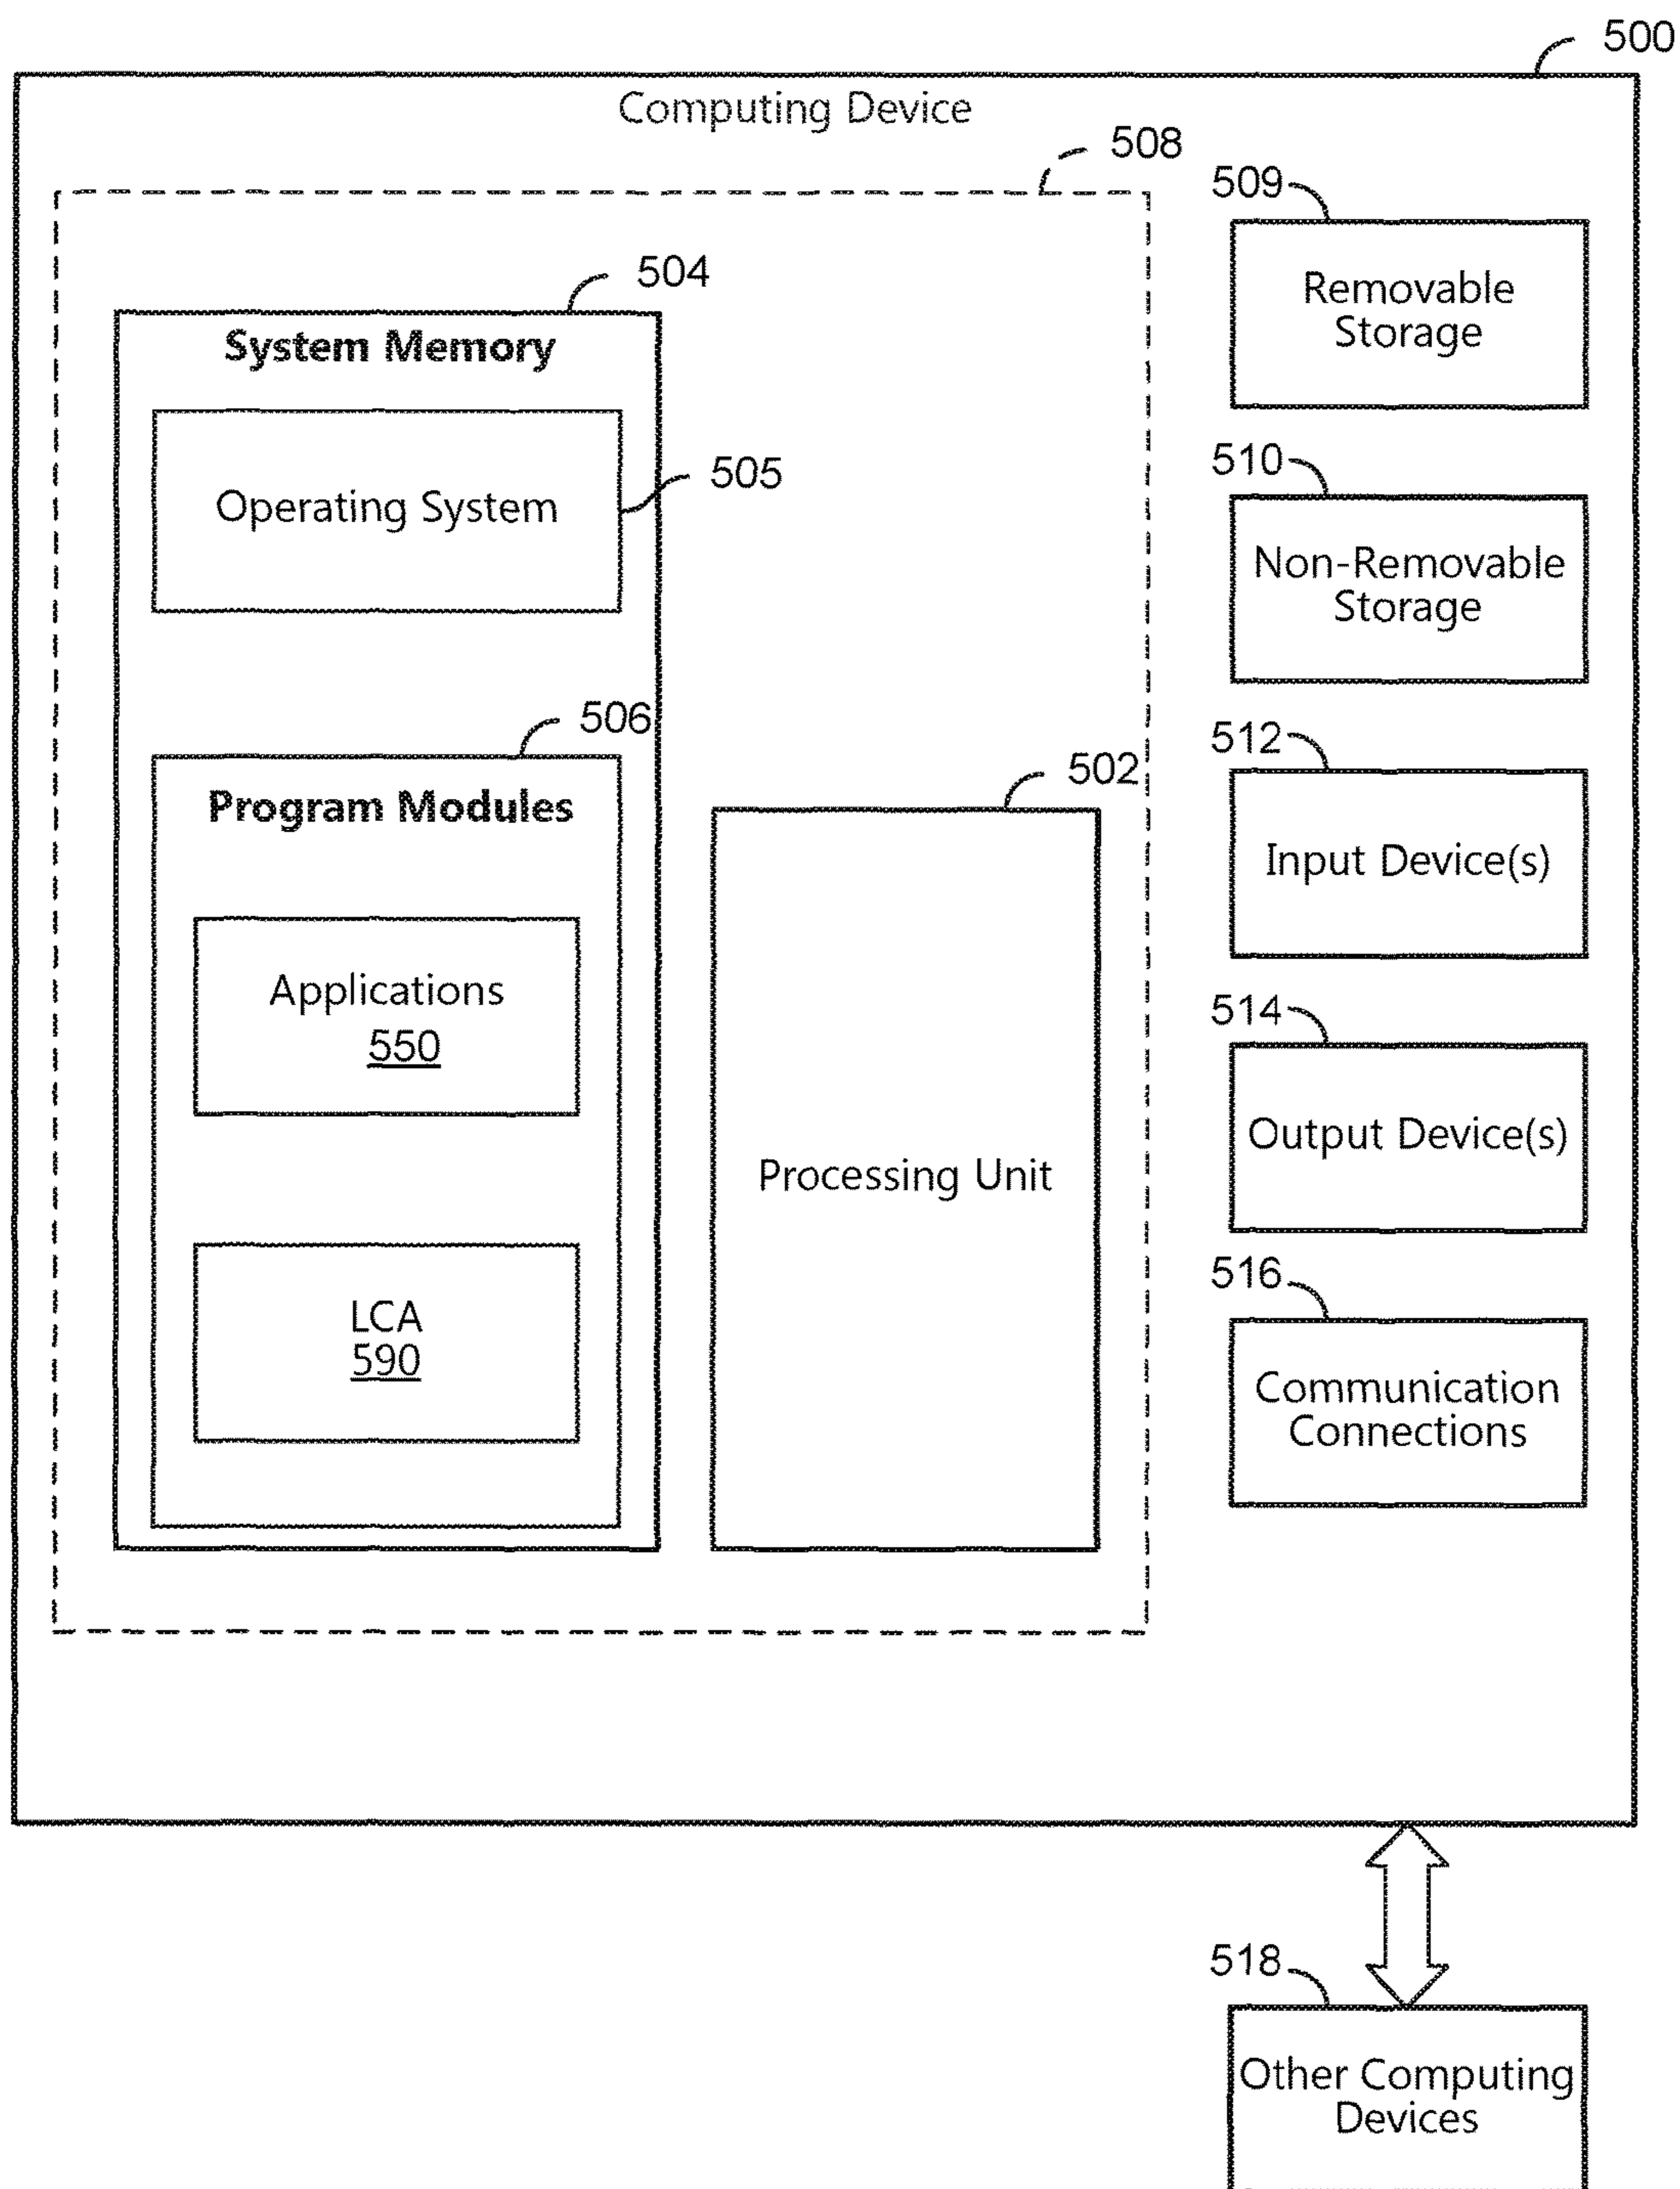 500
Computing Device
508
509
Removable
Storage
504
System Memory
Operating System
505
510
Non-Removable
Storage
506
Program Modules
502
512
Input Device(s)
Applications
550
514
Output Device(s)
Processing Unit
LCA
590
516
Communication
Connections
518
Other Computing
Devices